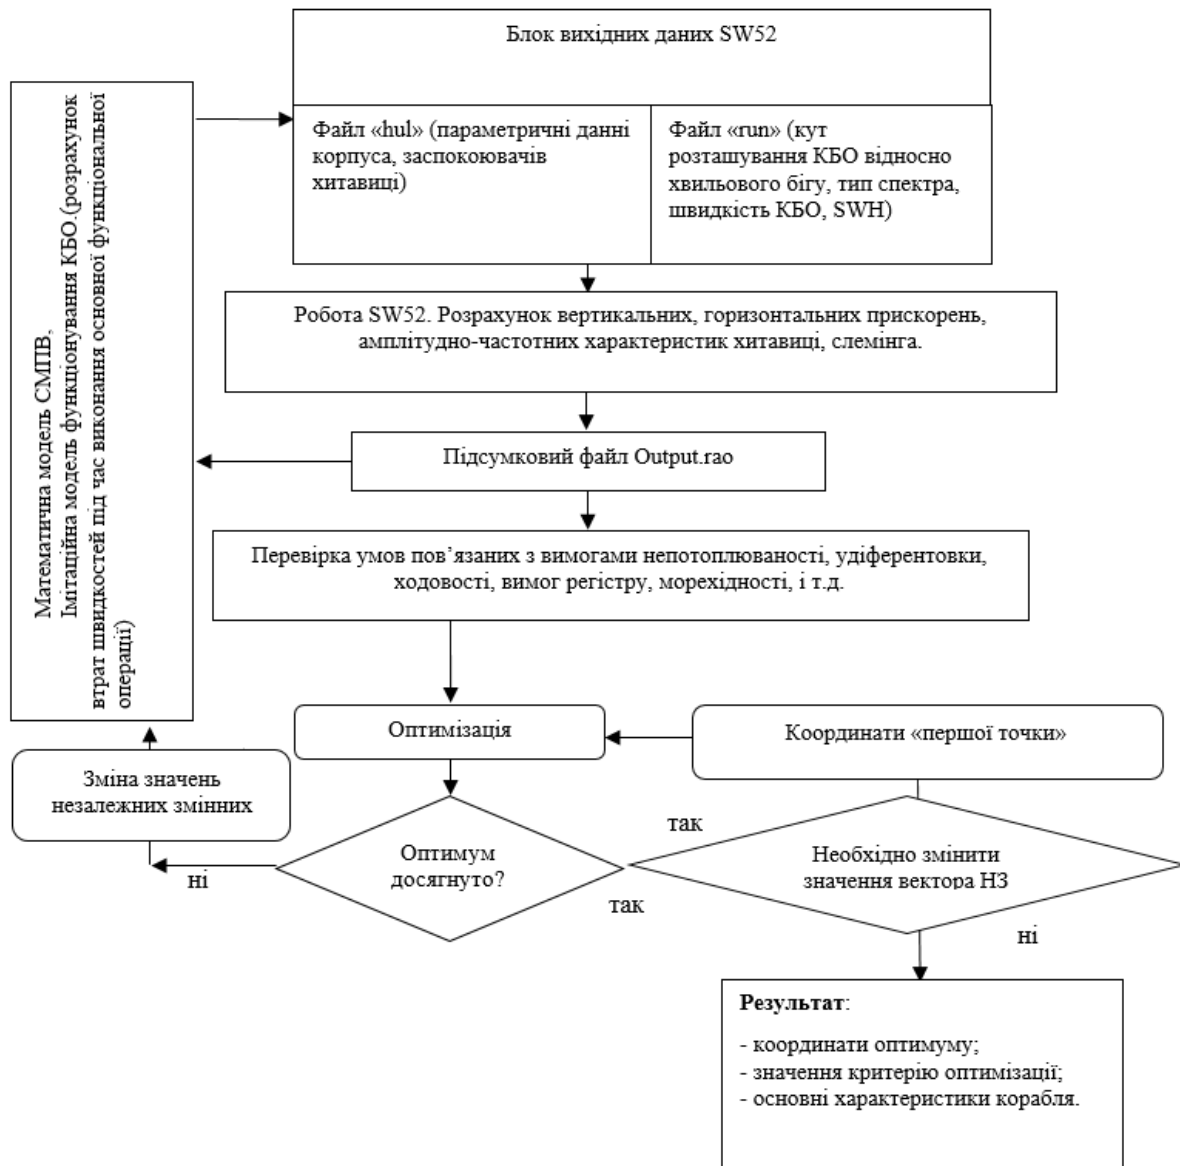 Блок вихідних даних SW52
Файл «hul» (параметричні данні
корпуса, заспокоювачів
хитавиці)
Файл «run» (кут
розташування КБО відносно
хвильового бігу, тип спектра,
швидкість КБО, SWH)
Математична модель СМПВ,
Імітаційна модель функціонування КБО.(розрахунок
втрат швидкостей під час виконання основної функціональної
операції)
Робота SW52. Розрахунок вертикальних, горизонтальних прискорень,
амплітудно-частотних характеристик хитавиці, слемінга.
Підсумковий файл Output.rao
Перевірка умов пов’язаних з вимогами непотоплюваності, удіферентовки,
ходовості, вимог регістру, морехідності, і т.д.
Оптимізація
Координати «першої точки»
Зміна значень
незалежних змінних
Оптимум
досягнуто?
ні
так
так
Необхідно змінити
значення вектора НЗ
ні
Результат:
- координати оптимуму;
- значення критерію оптимізації;
- основні характеристики корабля.